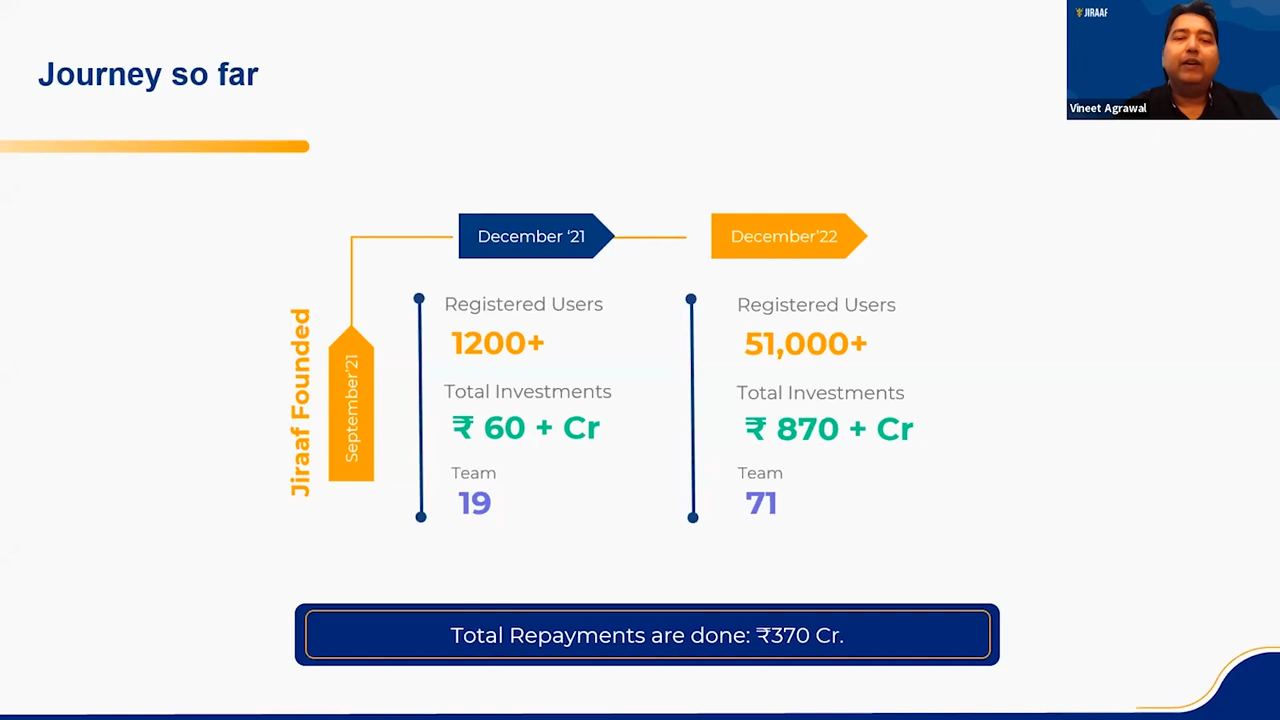 JIRAAF
Vineet Agrawal
Journey so far
Jiraaf Founded
September'21
December ‘21
Registered Users
1200+
Total Investments
₹ 60 + Cr
Team
19
December'22
Registered Users
51,000+
Total Investments
₹ 870 + Cr
Team
71
Total Repayments are done: ₹370 Cr.